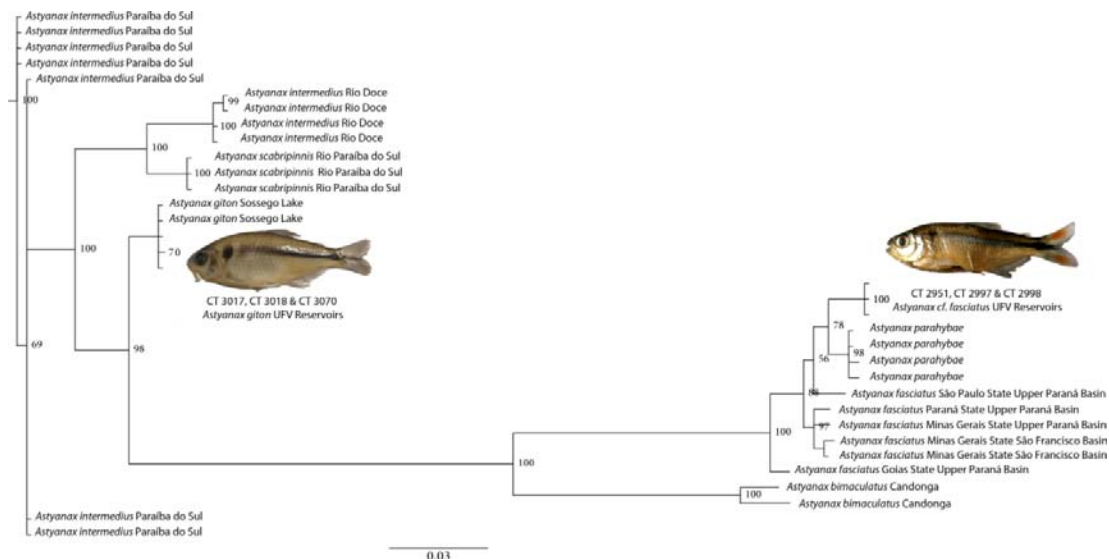 Astyanax intermedius Paraíba do Sul
Astyanax intermedius Paraíba do Sul
Astyanax intermedius Paraíba do Sul
Astyanax intermedius Paraíba do Sul
Astyanax intermedius Paraíba do Sul
100
Astyanax intermedius Rio Doce
99
Astyanax intermedius Rio Doce
Astyanax intermedius Rio Doce
100
Astyanax intermedius Rio Doce
100
Astyanax scabripinnis Rio Paraíba do Sul
100
Astyanax scabripinnis Rio Paraíba do Sul
Astyanax scabripinnis Rio Paraíba do Sul
Astyanax giton Sossego Lake
Astyanax giton Sossego Lake
100
70
CT 3017, CT 3018 & CT 3070
Astyanax giton UFV Reservoirs
69
98
CT 2951, CT 2997 & CT 2998
100
Astyanax cf. fasciatus UFV Reservoirs
78
Astyanax parahybae
Astyanax parahybae
98
56
Astyanax parahybae
Astyanax parahybae
Astyanax fasciatus São Paulo State Upper Paraná Basin
Astyanax fasciatus Paraná State Upper Paraná Basin
97
Astyanax fasciatus Minas Gerais State Upper Paraná Basin
100
Astyanax fasciatus Minas Gerais State São Francisco Basin
Astyanax fasciatus Minas Gerais State São Francisco Basin
100
Astyanax fasciatus Goías State Upper Paraná Basin
Astyanax bimaculatus Candonga
100
Astyanax bimaculatus Candonga
Astyanax intermedius Paraíba do Sul
Astyanax intermedius Paraíba do Sul
0.03